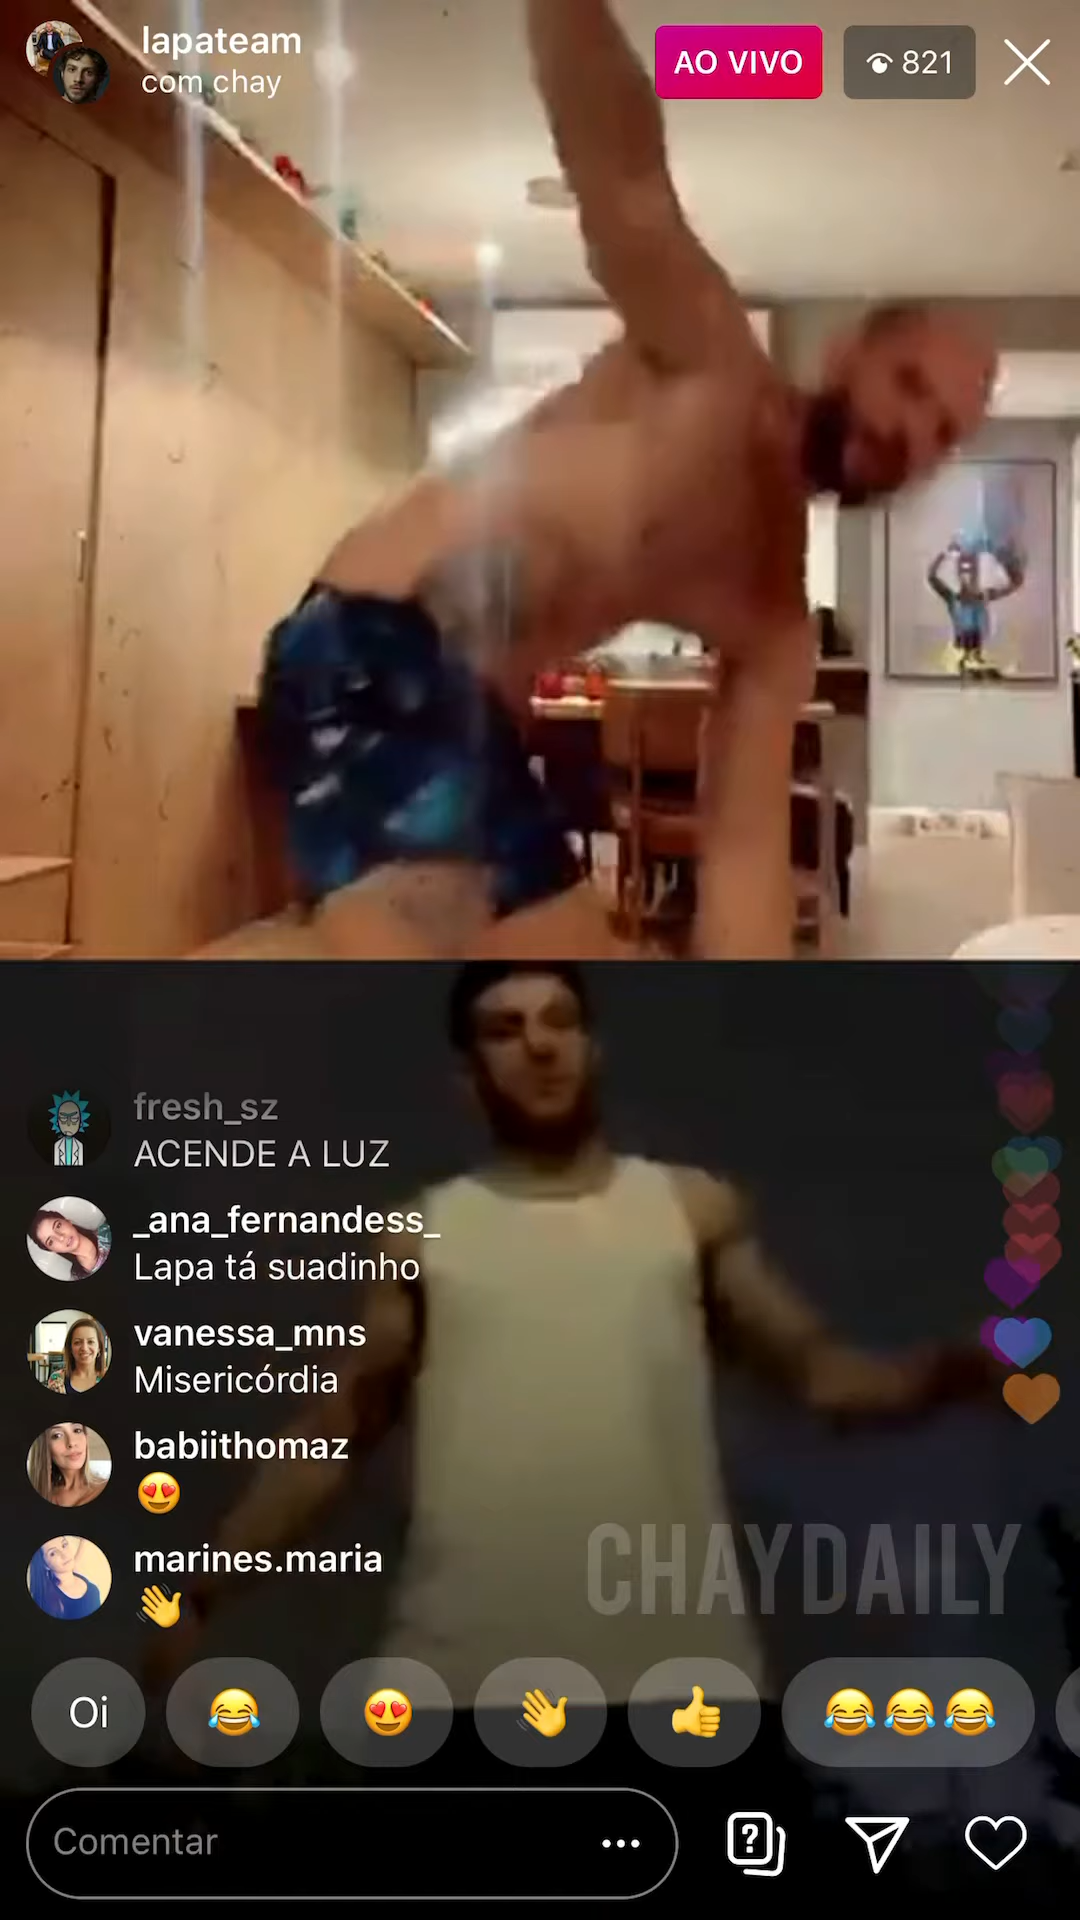 lapateam
com chay
AO VIVO
821
fresh_sz
ACENDE A LUZ
_ana_fernandess_
Lapa tá suadinho
vanessa_mns
Misericórdia
babiithomaz
😍
marines.maria
👋
CHAYDAILY
Oi 😂 😍 👋 👍 😂😂😂
Comentar